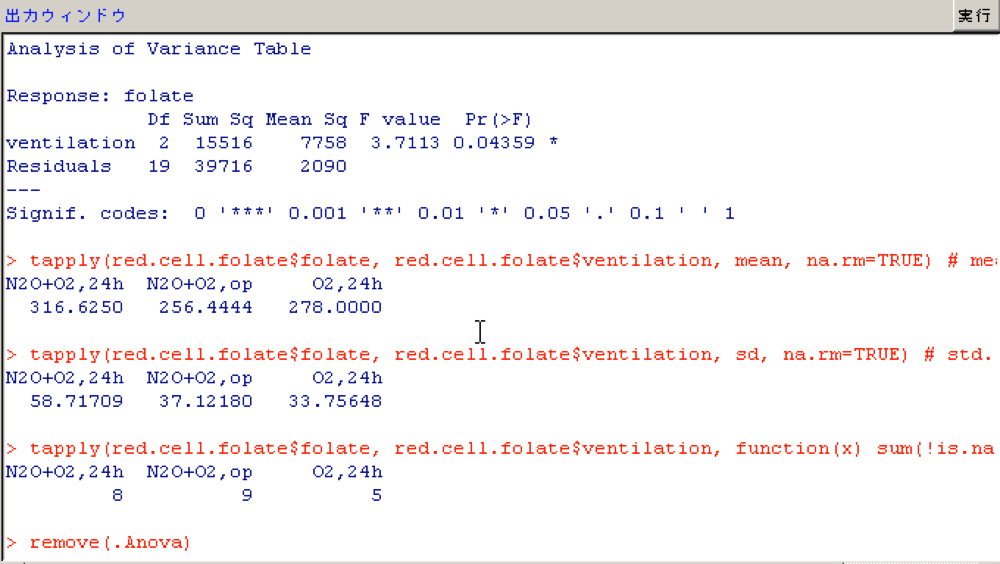 出力ウィンドウ 実行
Analysis of Variance Table
Response: folate
Df Sum Sq Mean Sq F value Pr(>F)
ventilation 2 15516 7758 3.7113 0.04359 *
Residuals 19 39716 2090
---
Signif. codes: 0 '***' 0.001 '**' 0.01 '*' 0.05 '.' 0.1 ' ' 1
> tapply(red.cell.folate$folate, red.cell.folate$ventilation, mean, na.rm=TRUE) # me
N2O+O2,24h N2O+O2,op O2,24h
316.6250 256.4444 278.0000
> tapply(red.cell.folate$folate, red.cell.folate$ventilation, sd, na.rm=TRUE) # std.
N2O+O2,24h N2O+O2,op O2,24h
58.71709 37.12180 33.75648
> tapply(red.cell.folate$folate, red.cell.folate$ventilation, function(x) sum(!is.na
N2O+O2,24h N2O+O2,op O2,24h
8 9 5
> remove(.Anova)